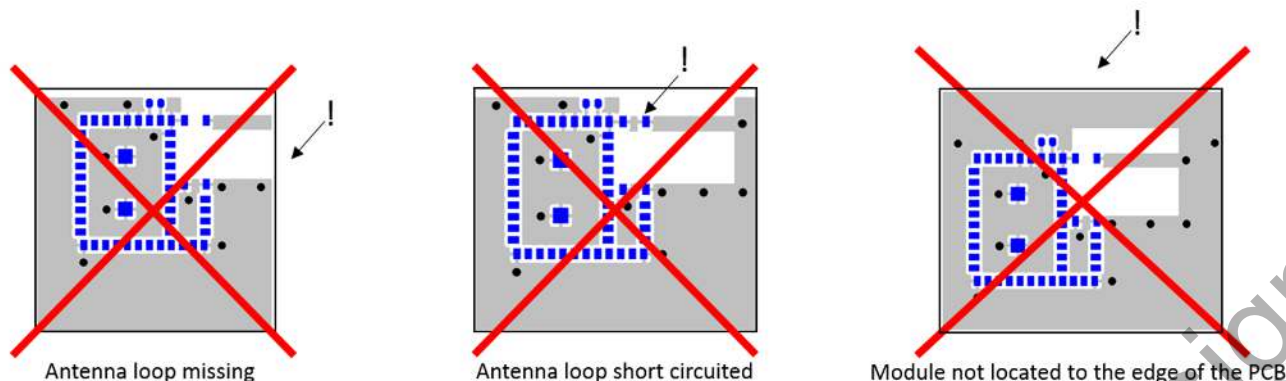 !
!
!
Antenna loop missing
Antenna loop short circuited
Module not located to the edge of the PCB